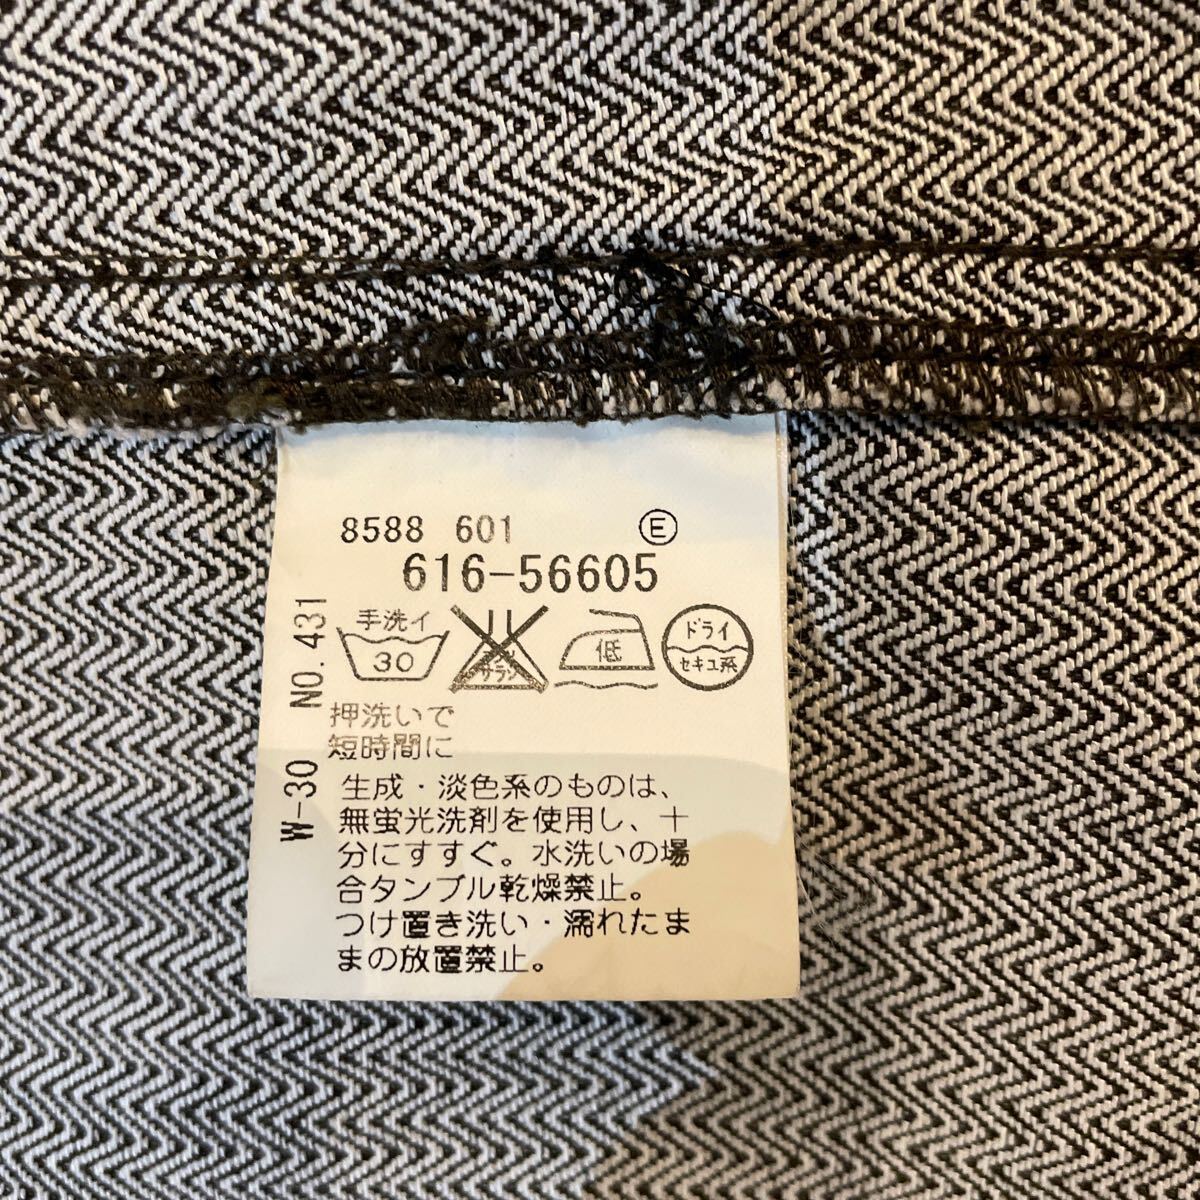 8588 601 Ⓔ
616-56605
手洗イ
30
低
ドライ
セキユ系
押洗いで
短時間に
生成・淡色系のものは、
無蛍光洗剤を使用し、十
分にすすぐ。水洗いの場
合タンブル乾燥禁止。
つけ置き洗い・濡れたま
まの放置禁止。
W-30 NO.431